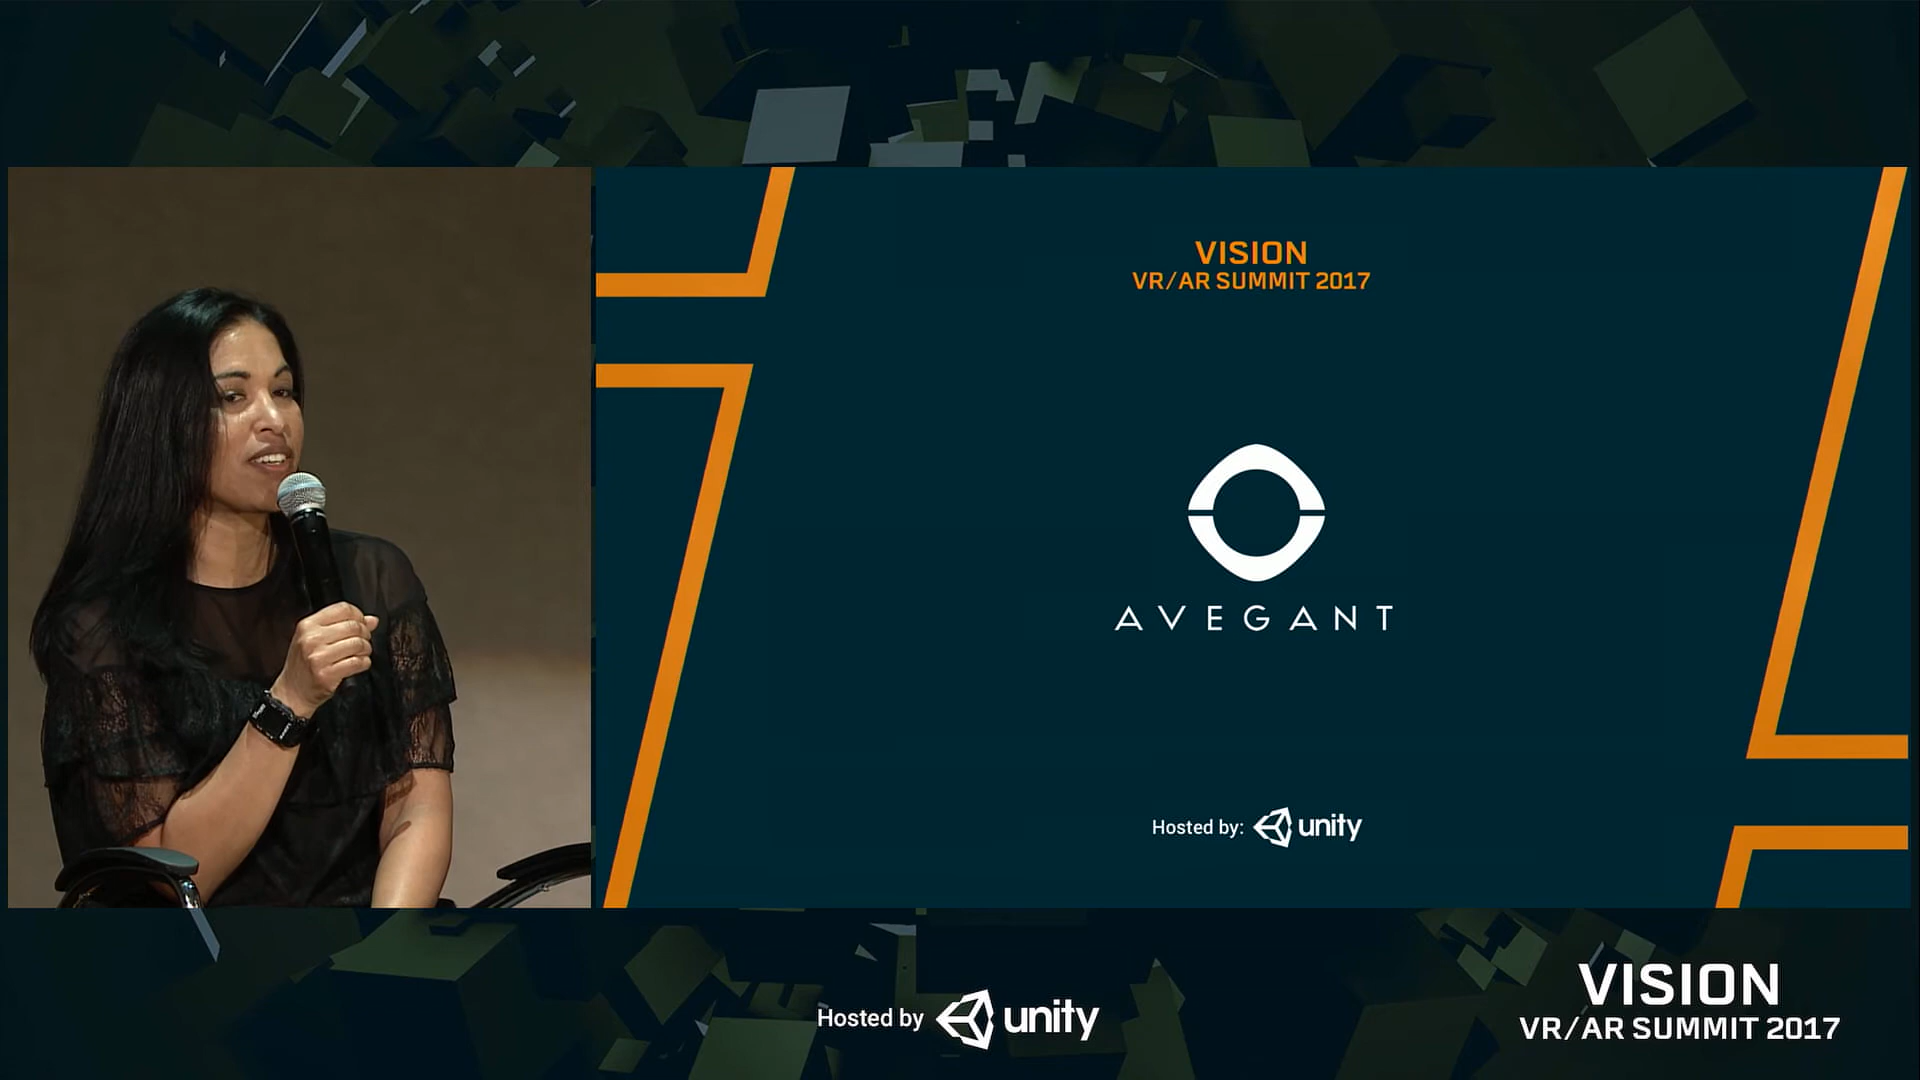 VISION
VR/AR SUMMIT 2017
AVEGANT
Hosted by: unity
Hosted by unity
VISION
VR/AR SUMMIT 2017